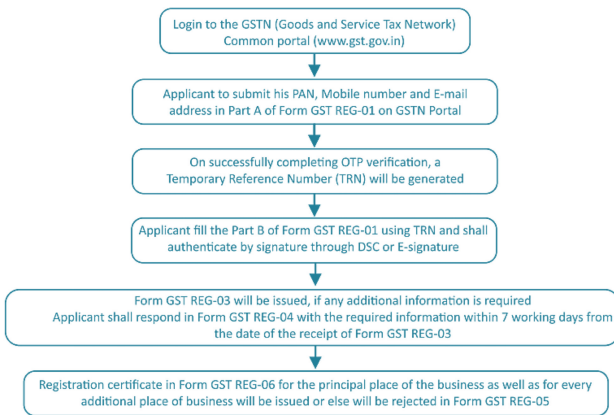 Login to the GSTN (Goods and Service Tax Network)
Common portal (www.gst.gov.in)
Applicant to submit his PAN, Mobile number and E-mail
address in Part A of Form GST REG-01 on GSTN Portal
On successfully completing OTP verification, a
Temporary Reference Number (TRN) will be generated
Applicant fill the Part B of Form GST REG-01 using TRN and shall
authenticate by signature through DSC or E-signature
Form GST REG-03 will be issued, if any additional information is required
Applicant shall respond in Form GST REG-04 with the required information within 7 working days from
the date of the receipt of Form GST REG-03
Registration certificate in Form GST REG-06 for the principal place of the business as well as for every
additional place of business will be issued or else will be rejected in Form GST REG-05